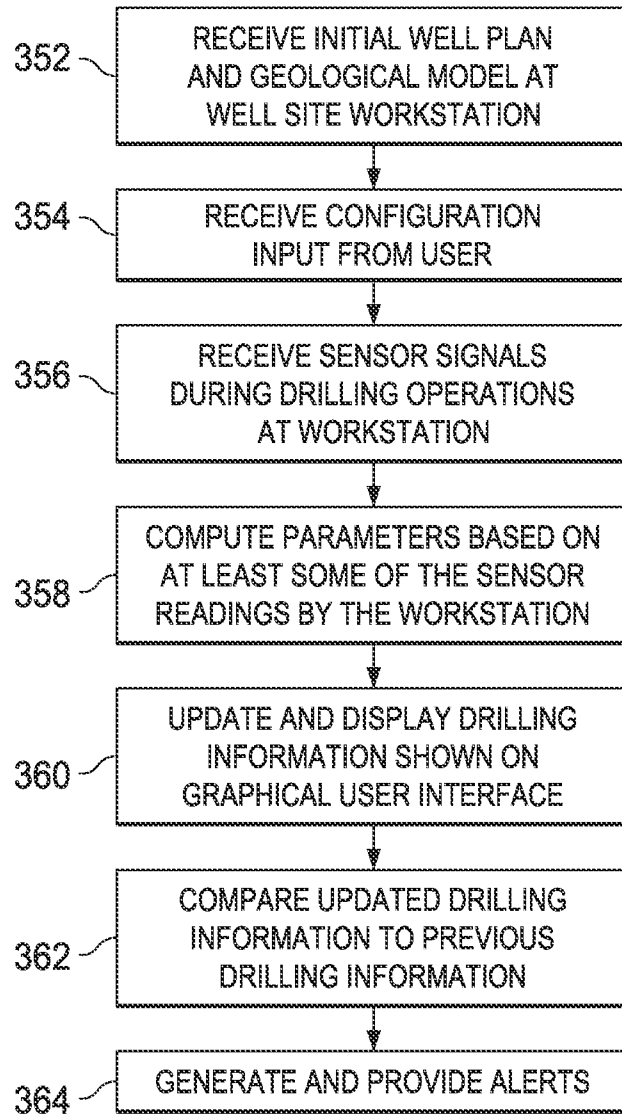 352
RECEIVE INITIAL WELL PLAN
AND GEOLOGICAL MODEL AT
WELL SITE WORKSTATION
354
RECEIVE CONFIGURATION
INPUT FROM USER
356
RECEIVE SENSOR SIGNALS
DURING DRILLING OPERATIONS
AT WORKSTATION
358
COMPUTE PARAMETERS BASED ON
AT LEAST SOME OF THE SENSOR
READINGS BY THE WORKSTATION
360
UPDATE AND DISPLAY DRILLING
INFORMATION SHOWN ON
GRAPHICAL USER INTERFACE
362
COMPARE UPDATED DRILLING
INFORMATION TO PREVIOUS
DRILLING INFORMATION
364
GENERATE AND PROVIDE ALERTS